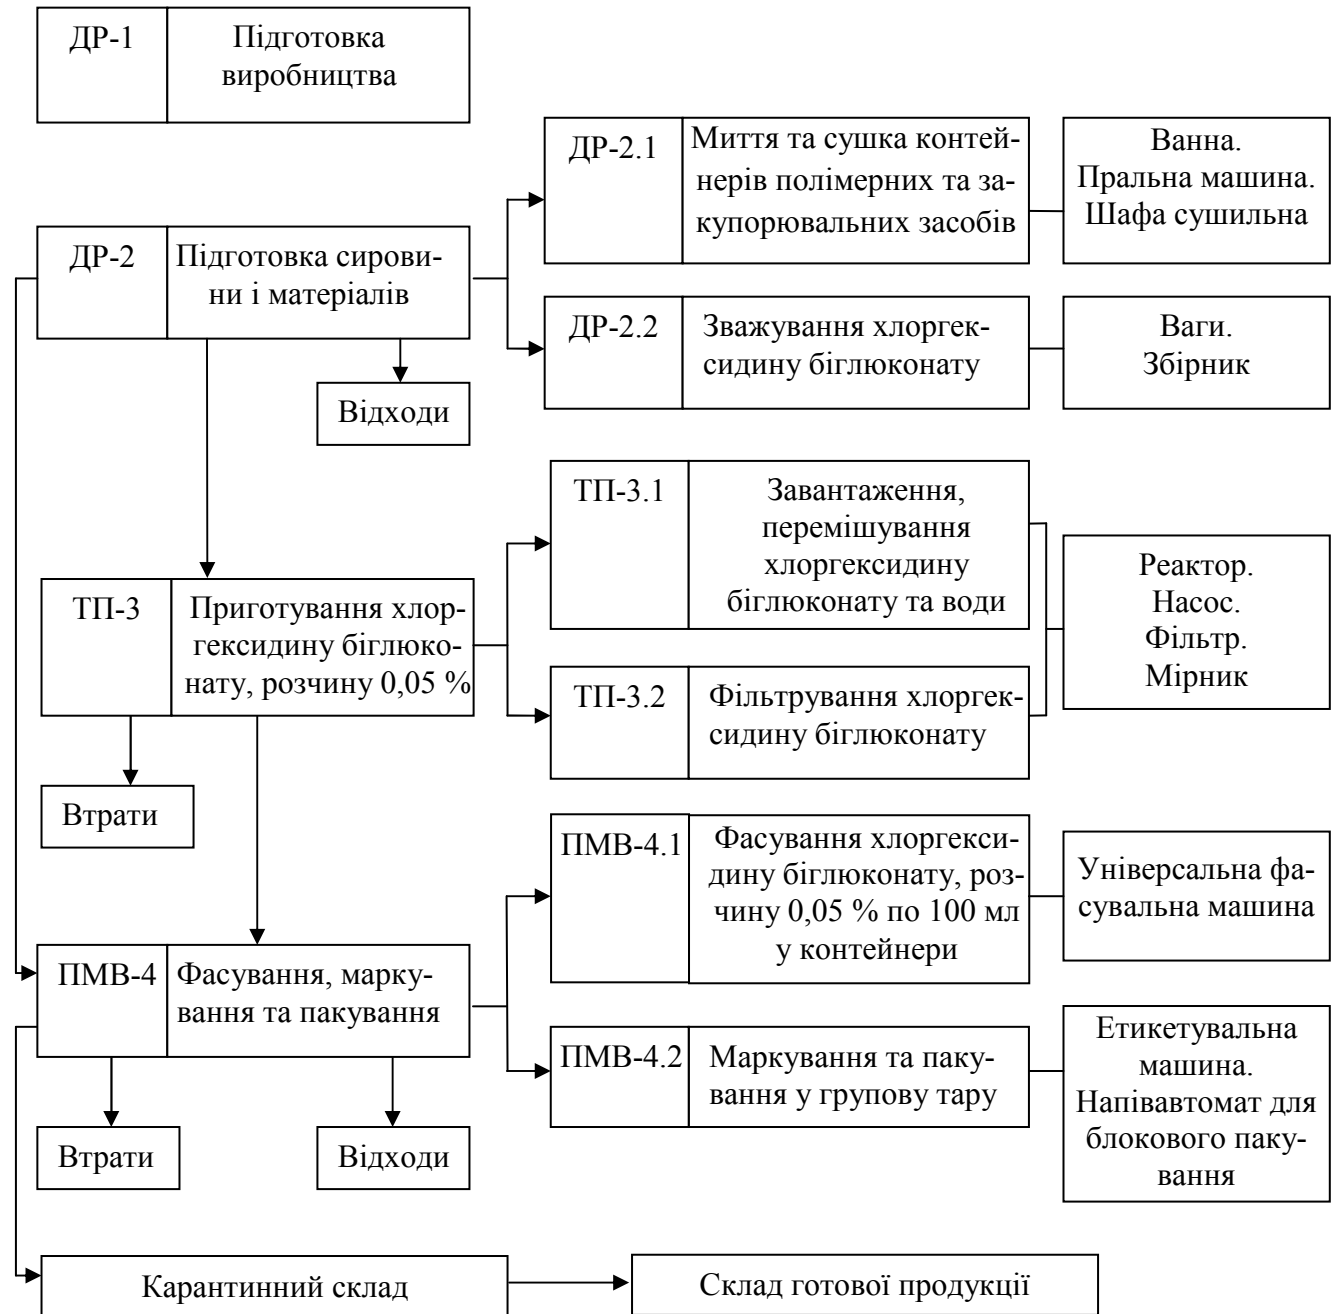 ДР-1
Підготовка
виробництва
ДР-2.1
Миття та сушка контей-
нерів полімерних та за-
купорювальних засобів
Ванна.
Пральна машина.
Шафа сушильна
ДР-2
Підготовка сирови-
ни і матеріалів
ДР-2.2
Зважування хлоргек-
сидину біглюконату
Ваги.
Збірник
Відходи
ТП-3.1
Завантаження,
перемішування
хлоргексидину
біглюконату та води
Реактор.
Насос.
Фільтр.
Мірник
ТП-3
Приготування хлор-
гексидину біглюко-
нату, розчину 0,05 %
ТП-3.2
Фільтрування хлоргек-
сидину біглюконату
Втрати
ПМВ-4.1
Фасування хлоргекси-
дину біглюконату, роз-
чину 0,05 % по 100 мл
у контейнери
Універсальна фа-
сувальна машина
ПМВ-4
Фасування, марку-
вання та пакування
ПМВ-4.2
Маркування та паку-
вання у групову тару
Етикетувальна
машина.
Напівавтомат для
блокового паку-
вання
Втрати
Відходи
Карантинний склад
Склад готової продукції